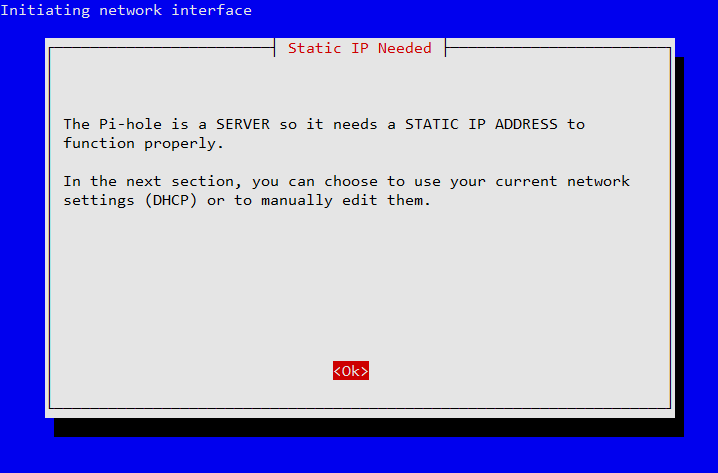 Initiating network interface
Static IP Needed
The Pi-hole is a SERVER so it needs a STATIC IP ADDRESS to
function properly.
In the next section, you can choose to use your current network
settings (DHCP) or to manually edit them.
<Ok>